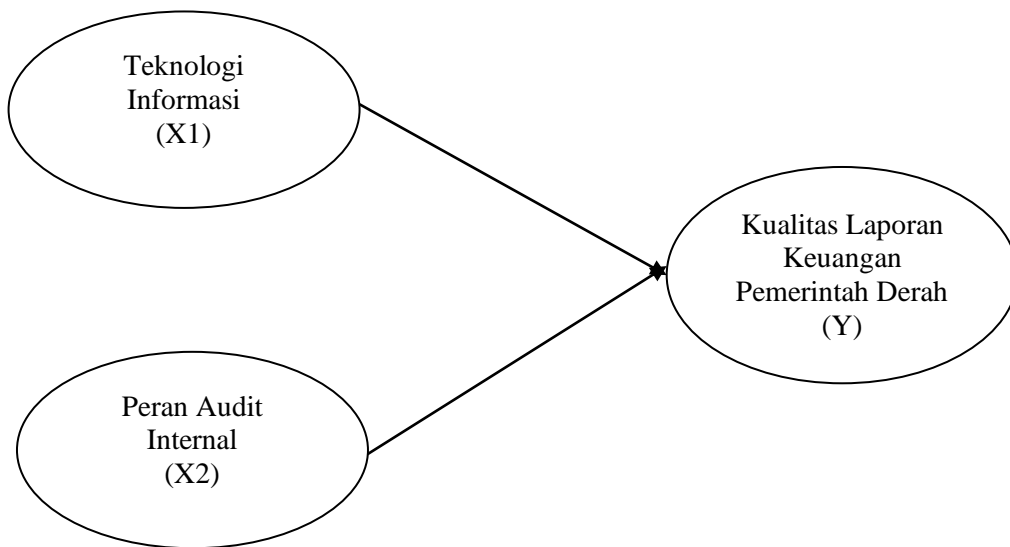 Teknologi
Informasi
(X1)
Kualitas Laporan
Keuangan
Pemerintah Derah
(Y)
Peran Audit
Internal
(X2)